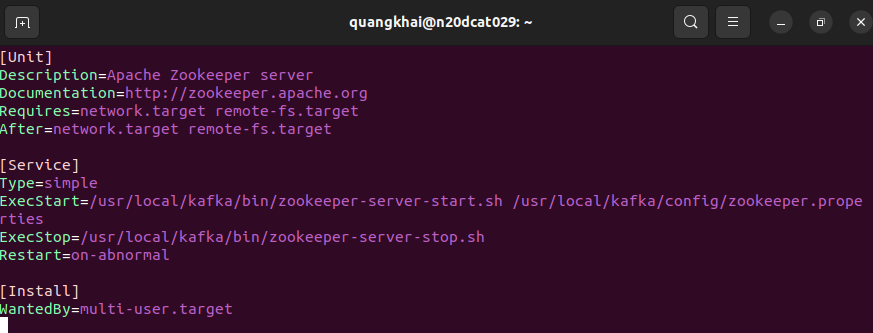 quangkhai@n20dcat029: ~
[Unit]
Description=Apache Zookeeper server
Documentation=http://zookeeper.apache.org
Requires=network.target remote-fs.target
After=network.target remote-fs.target
[Service]
Type=simple
ExecStart=/usr/local/kafka/bin/zookeeper-server-start.sh /usr/local/kafka/config/zookeeper.prope
rties
ExecStop=/usr/local/kafka/bin/zookeeper-server-stop.sh
Restart=on-abnormal
[Install]
WantedBy=multi-user.target